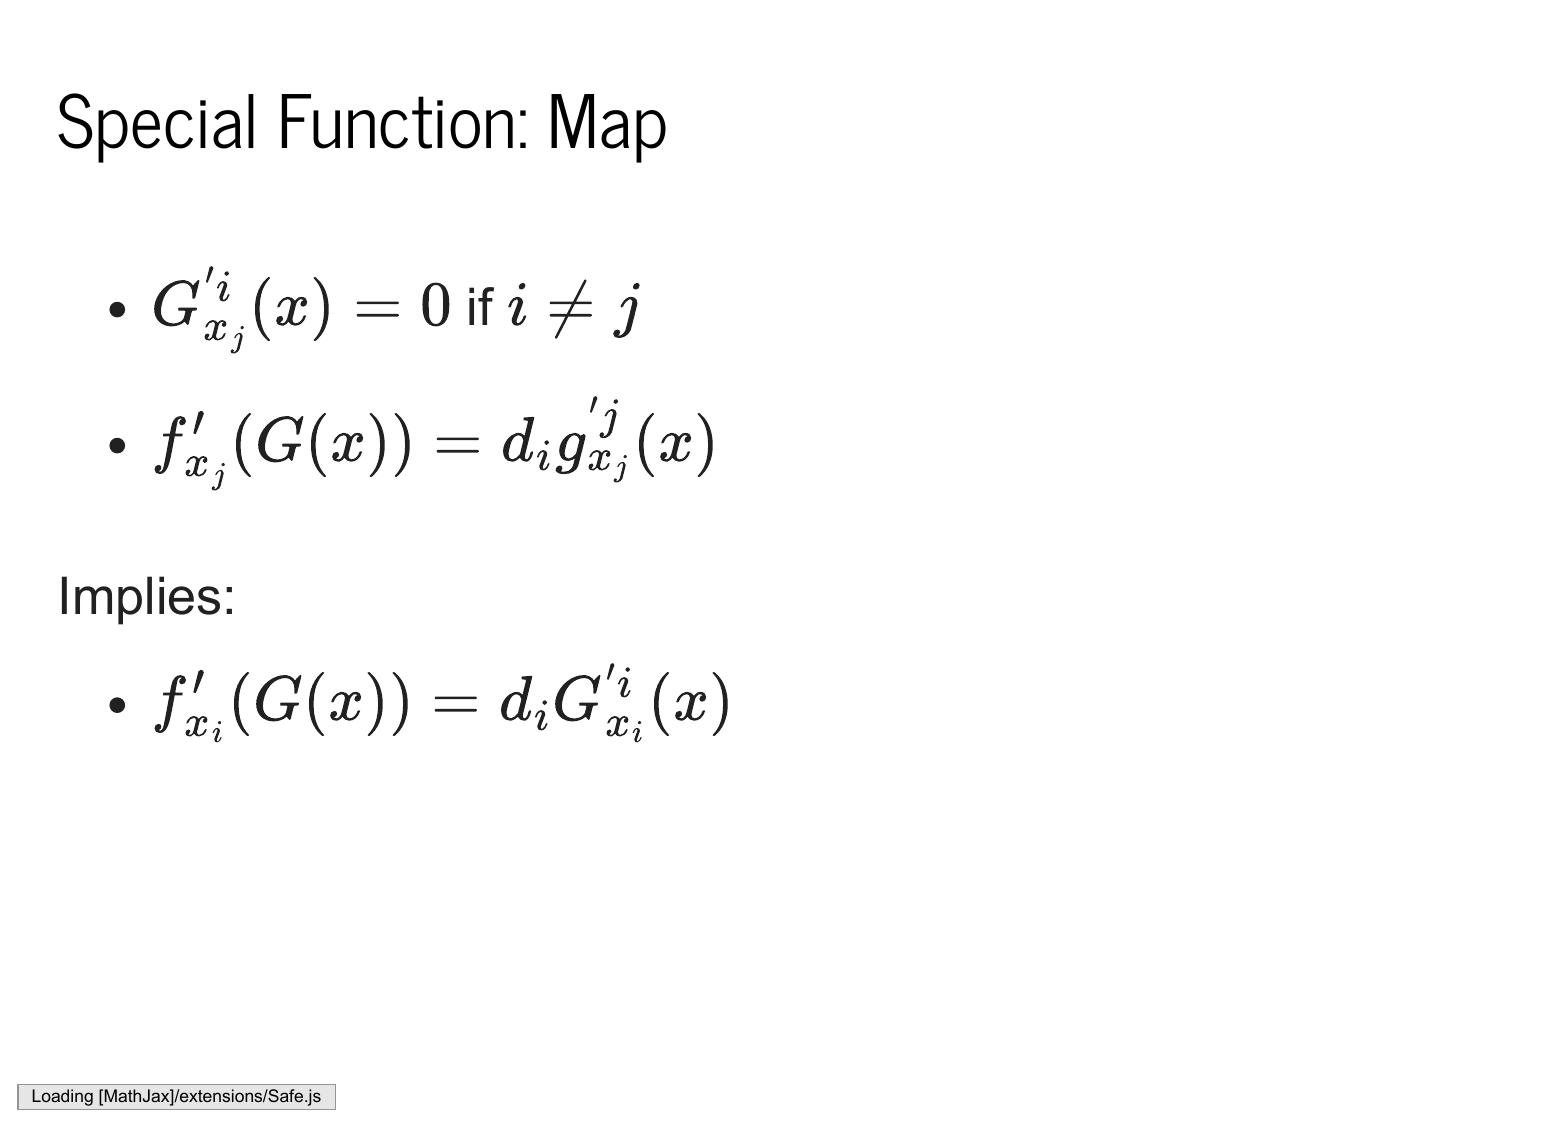 Special Function: Map
• $G^{'i}_{x_j}(x) = 0$ if $i \neq j$
• $f'_{x_j}(G(x)) = d_i g^{'j}_{x_j}(x)$
Implies:
• $f'_{x_i}(G(x)) = d_i G^{'i}_{x_i}(x)$
Loading [MathJax]/extensions/Safe.js